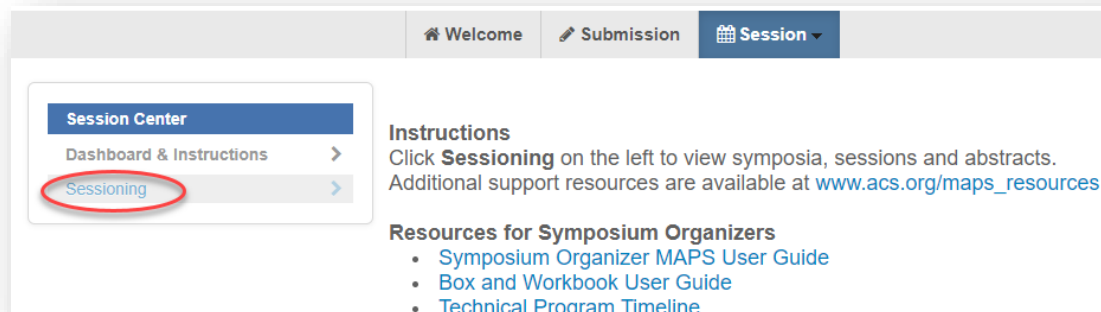 Welcome
Submission
Session
Session Center
Dashboard & Instructions
Sessioning
Instructions
Click Sessioning on the left to view symposia, sessions and abstracts.
Additional support resources are available at www.acs.org/maps_resources
Resources for Symposium Organizers
Symposium Organizer MAPS User Guide
Box and Workbook User Guide
Technical Program Timeline